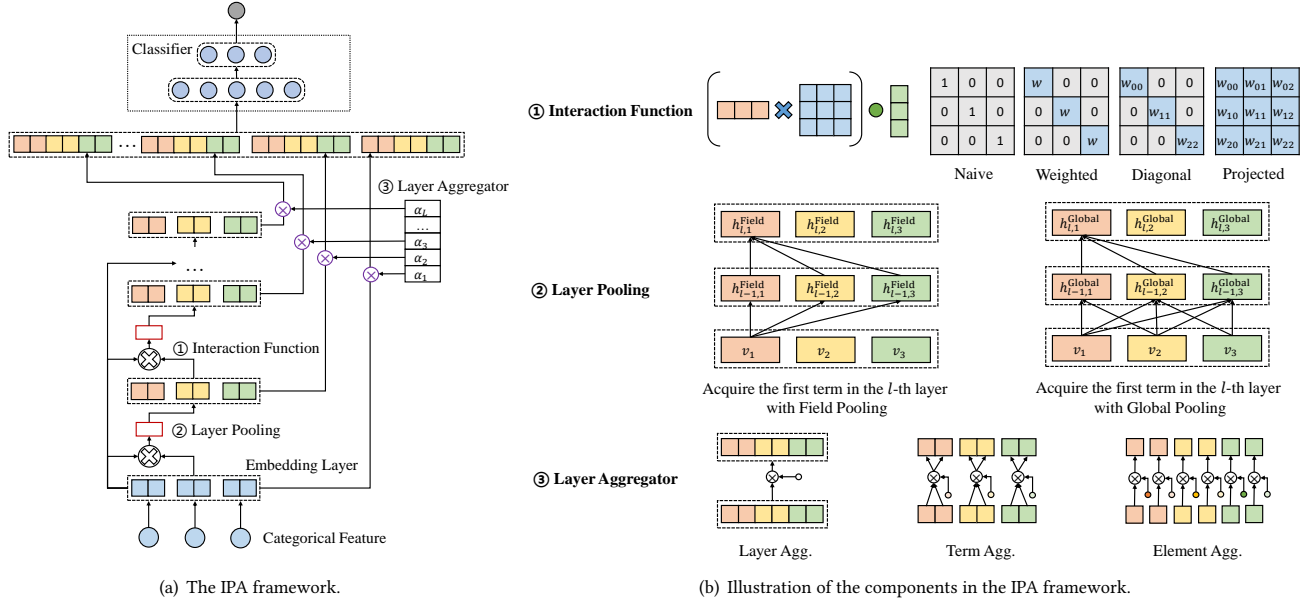 Classifier
...
③ Layer Aggregator
α_L
...
α_3
α_2
α_1
...
① Interaction Function
② Layer Pooling
Embedding Layer
Categorical Feature
(a) The IPA framework.
① Interaction Function
1 0 0
0 1 0
0 0 1
Naive
w 0 0
0 w 0
0 0 w
Weighted
w_00 0 0
0 w_11 0
0 0 w_22
Diagonal
w_00 w_01 w_02
w_10 w_11 w_12
w_20 w_21 w_22
Projected
② Layer Pooling
h_{l,1}^{Field} h_{l,2}^{Field} h_{l,3}^{Field}
h_{l-1,1}^{Field} h_{l-1,2}^{Field} h_{l-1,3}^{Field}
v_1 v_2 v_3
Acquire the first term in the l-th layer
with Field Pooling
h_{l,1}^{Global} h_{l,2}^{Global} h_{l,3}^{Global}
h_{l-1,1}^{Global} h_{l-1,2}^{Global} h_{l-1,3}^{Global}
v_1 v_2 v_3
Acquire the first term in the l-th layer
with Global Pooling
③ Layer Aggregator
Layer Agg.
Term Agg.
Element Agg.
(b) Illustration of the components in the IPA framework.